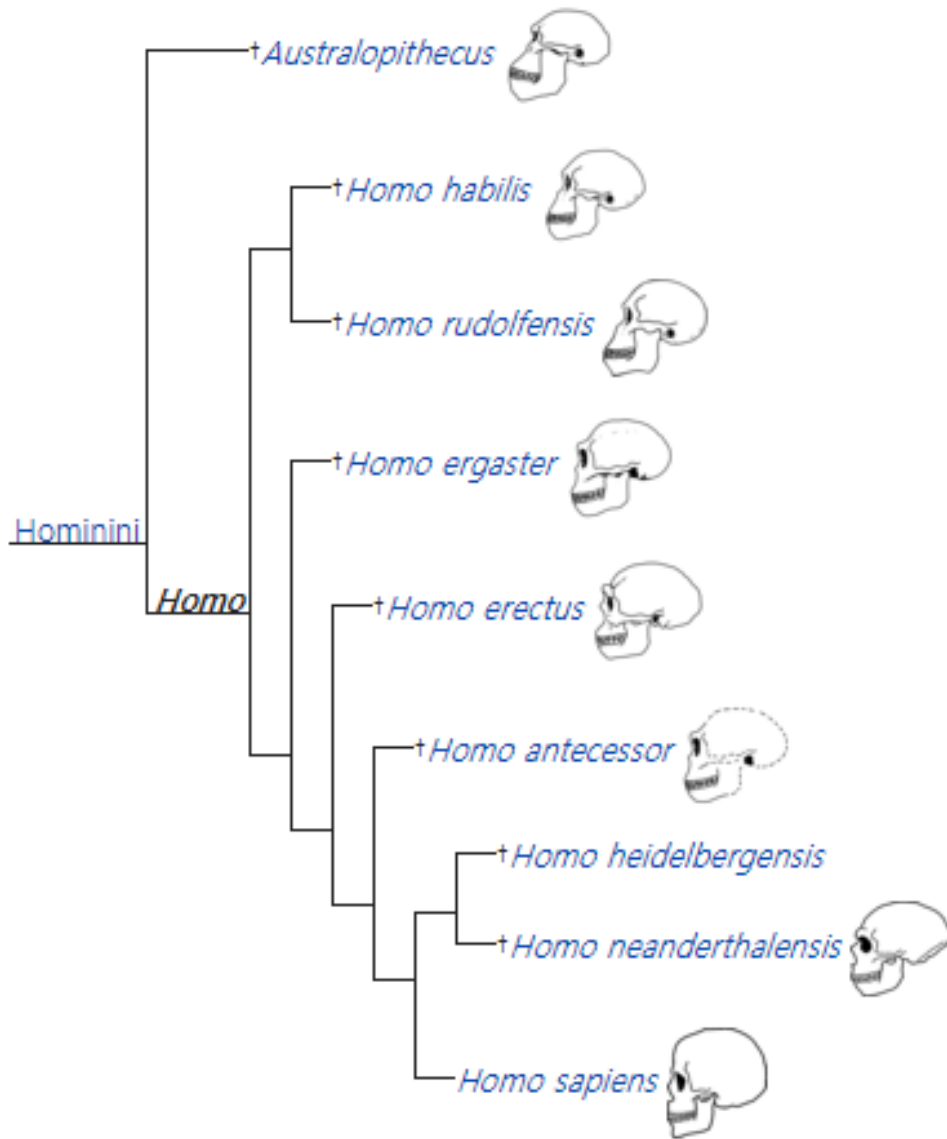 †Australopithecus
†Homo habilis
†Homo rudolfensis
†Homo ergaster
Hominini
Homo
†Homo erectus
†Homo antecessor
†Homo heidelbergensis
†Homo neanderthalensis
Homo sapiens